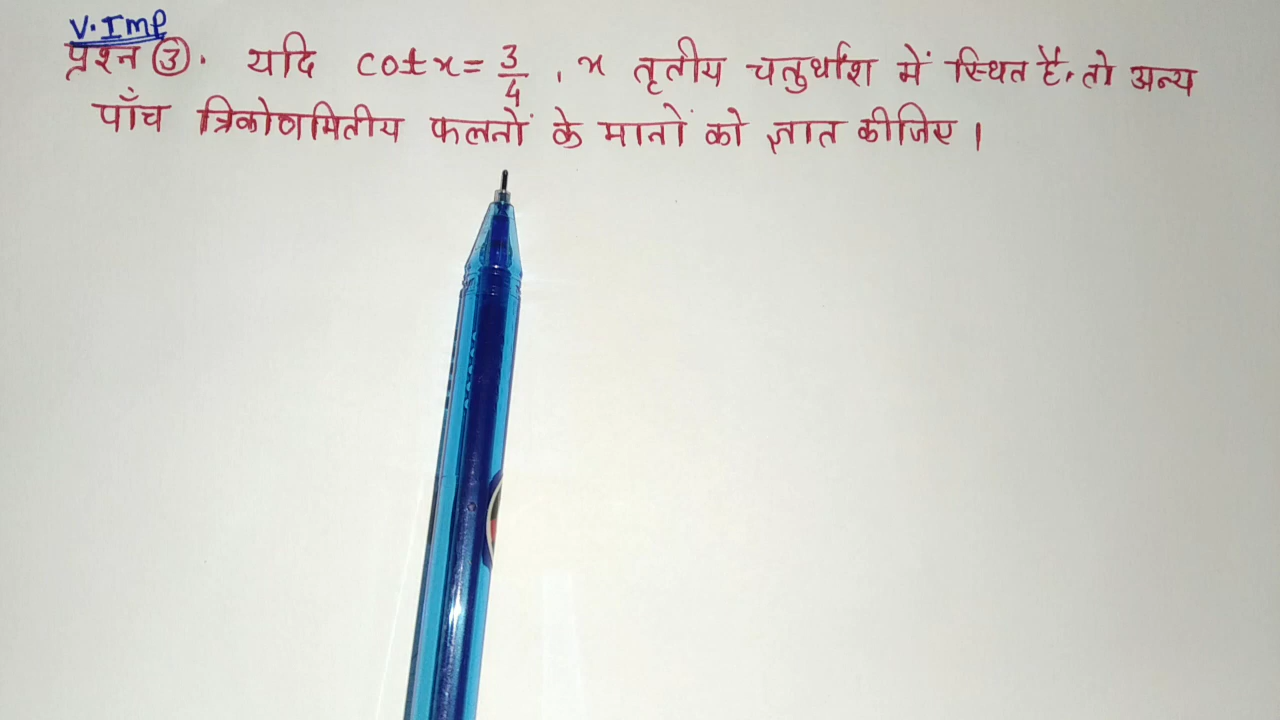 V. Imp
प्रश्न ③. यदि cot x = 3/4 , x तृतीय चतुर्थांश में स्थित है, तो अन्य
पाँच त्रिकोणमितीय फलनों के मानों को ज्ञात कीजिए ।